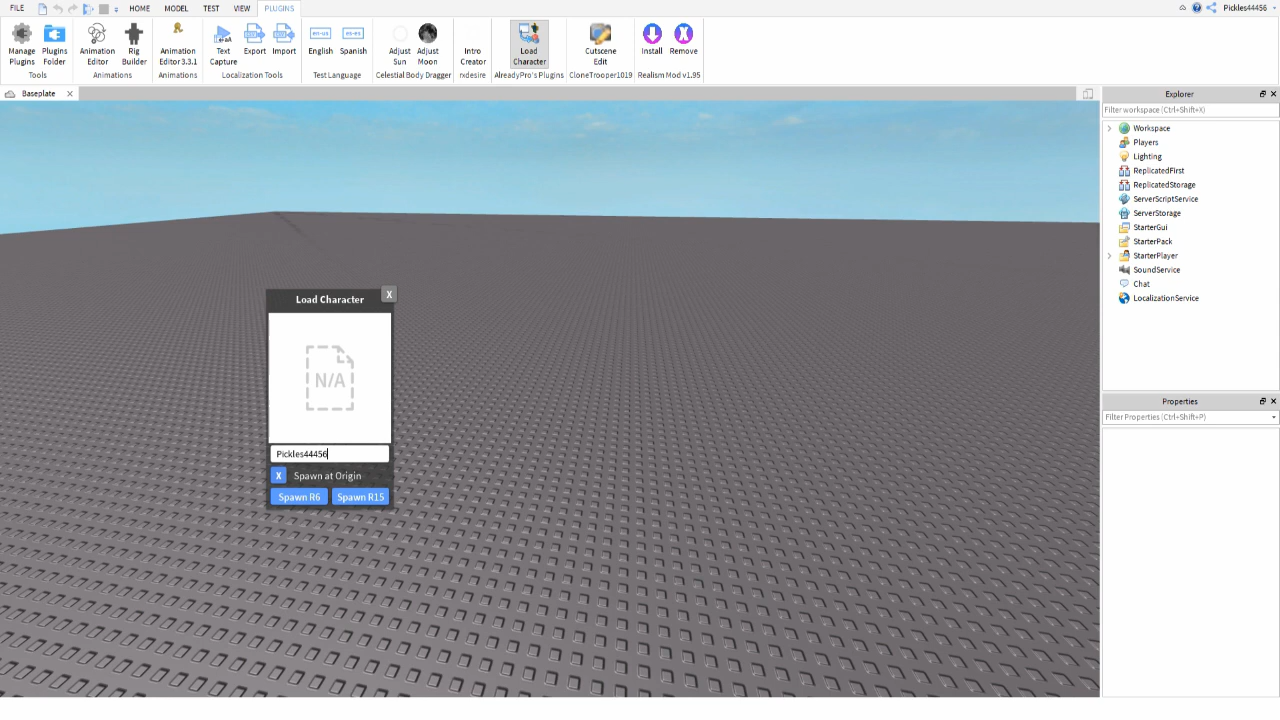 FILE HOME MODEL TEST VIEW PLUGINS Pickles44456
Manage Plugins
Plugins Folder
Tools
Animation Editor
Rig Builder
Animations
Animation Editor 3.3.1
Animations
Text Capture
Export
Import
Localization Tools
en-us
English
es-es
Spanish
Test Language
Adjust Sun
Adjust Moon
Celestial Body Dragger
Intro Creator
rxdesire
Load Character
AlreadyPro's Plugins
Cutscene Edit
CloneTrooper1019
Install
Remove
Realism Mod v1.95
Baseplate
Load Character X
N/A
Pickles44456
X Spawn at Origin
Spawn R6 Spawn R15
Explorer
Filter workspace (Ctrl+Shift+X)
Workspace
Players
Lighting
ReplicatedFirst
ReplicatedStorage
ServerScriptService
ServerStorage
StarterGui
StarterPack
StarterPlayer
SoundService
Chat
LocalizationService
Properties
Filter Properties (Ctrl+Shift+P)